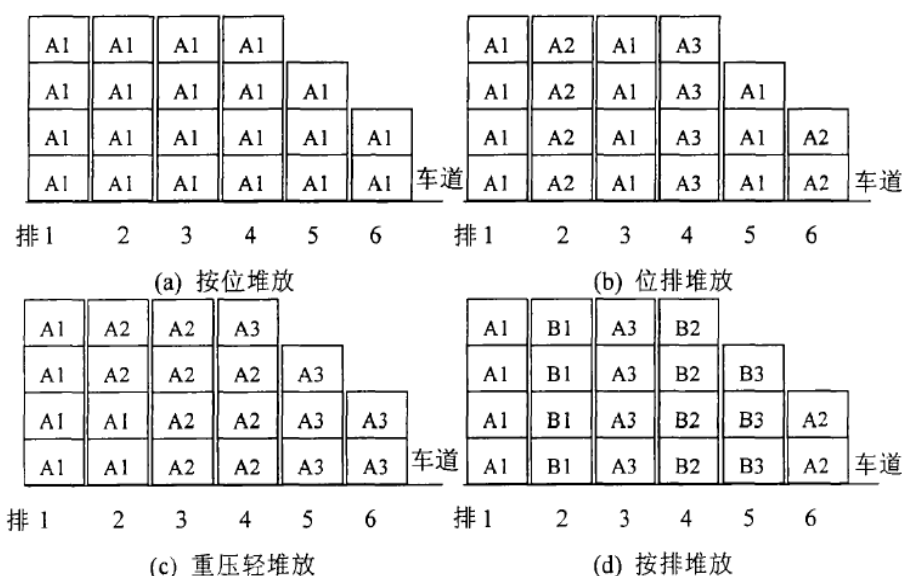 A1 A1 A1 A1
A1 A1 A1 A1 A1
A1 A1 A1 A1 A1 A1
A1 A1 A1 A1 A1 A1 车道
排1 2 3 4 5 6
(a) 按位堆放
A1 A2 A1 A3
A1 A2 A1 A3 A1
A1 A2 A1 A3 A1 A2
A1 A2 A1 A3 A1 A2 车道
排1 2 3 4 5 6
(b) 位排堆放
A1 A2 A2 A3
A1 A2 A2 A2 A3
A1 A1 A2 A2 A3 A3
A1 A1 A2 A2 A3 A3 车道
排1 2 3 4 5 6
(c) 重压轻堆放
A1 B1 A3 B2
A1 B1 A3 B2 B3
A1 B1 A3 B2 B3 A2
A1 B1 A3 B2 B3 A2 车道
排1 2 3 4 5 6
(d) 按排堆放